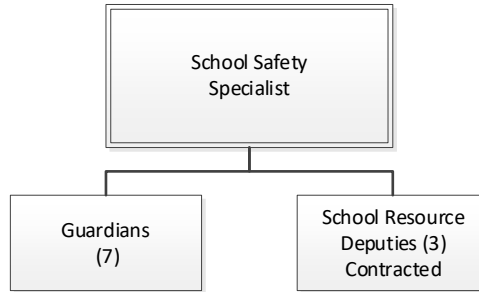 School Safety
Specialist
Guardians
(7)
School Resource
Deputies (3)
Contracted